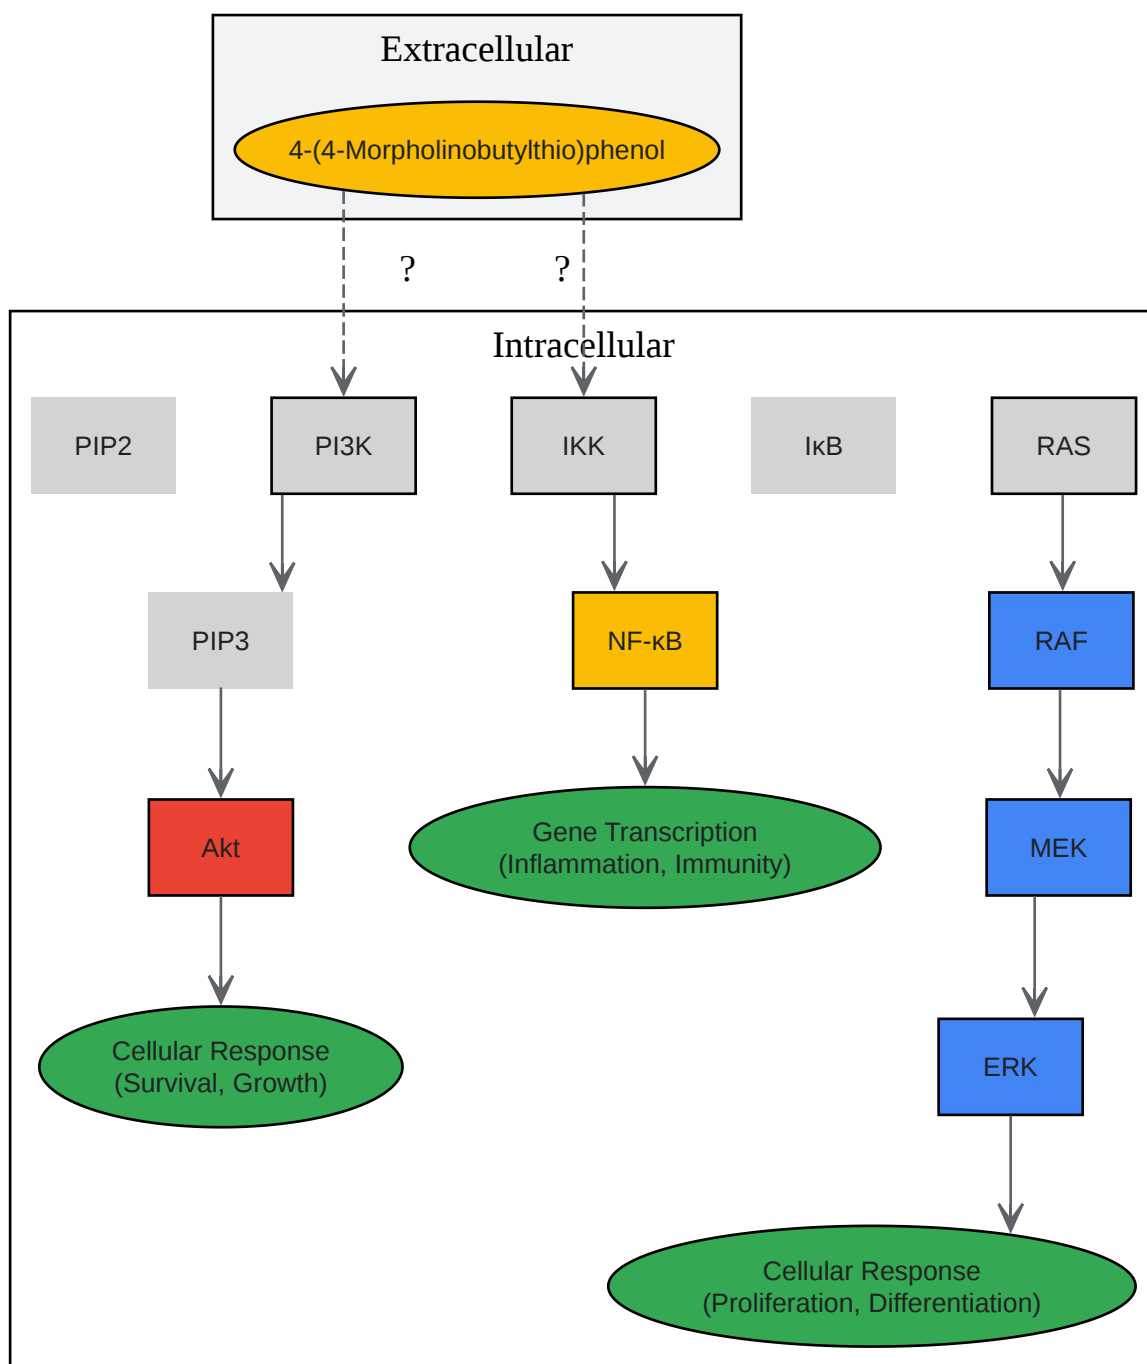 Extracellular
4-(4-Morpholinobutylthio)phenol
?
?
Intracellular
PIP2
PI3K
IKK
IκB
RAS
PIP3
NF-κB
RAF
Akt
Gene Transcription
(Inflammation, Immunity)
MEK
Cellular Response
(Survival, Growth)
ERK
Cellular Response
(Proliferation, Differentiation)